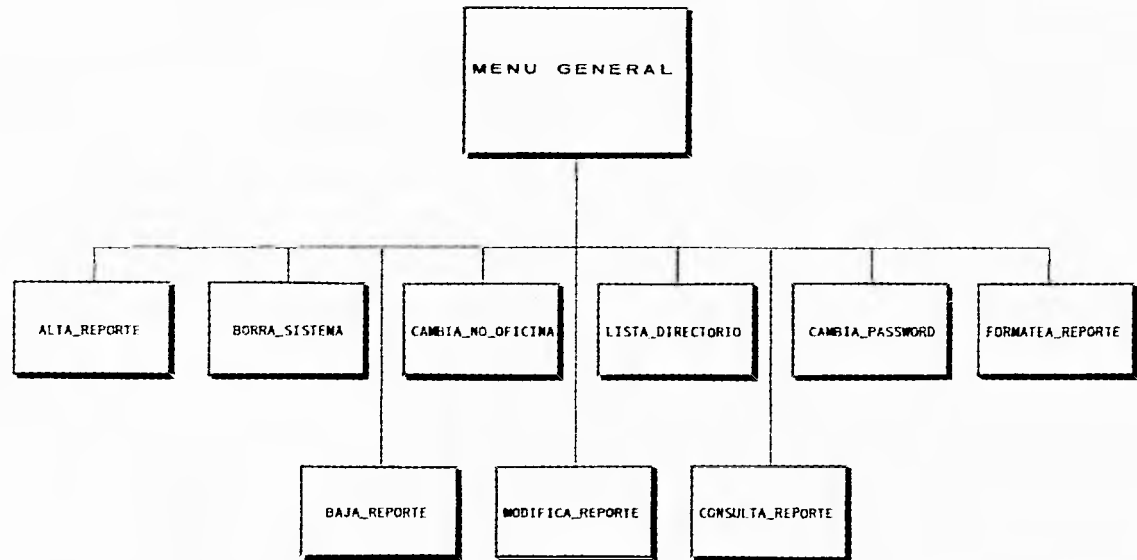 MENU GENERAL
ALTA_REPORTE
BORRA_SISTEMA
CAMBIA_NO_OFICINA
LISTA_DIRECTORIO
CAMBIA_PASSWORD
FORMATEA_REPORTE
BAJA_REPORTE
MODIFICA_REPORTE
CONSULTA_REPORTE